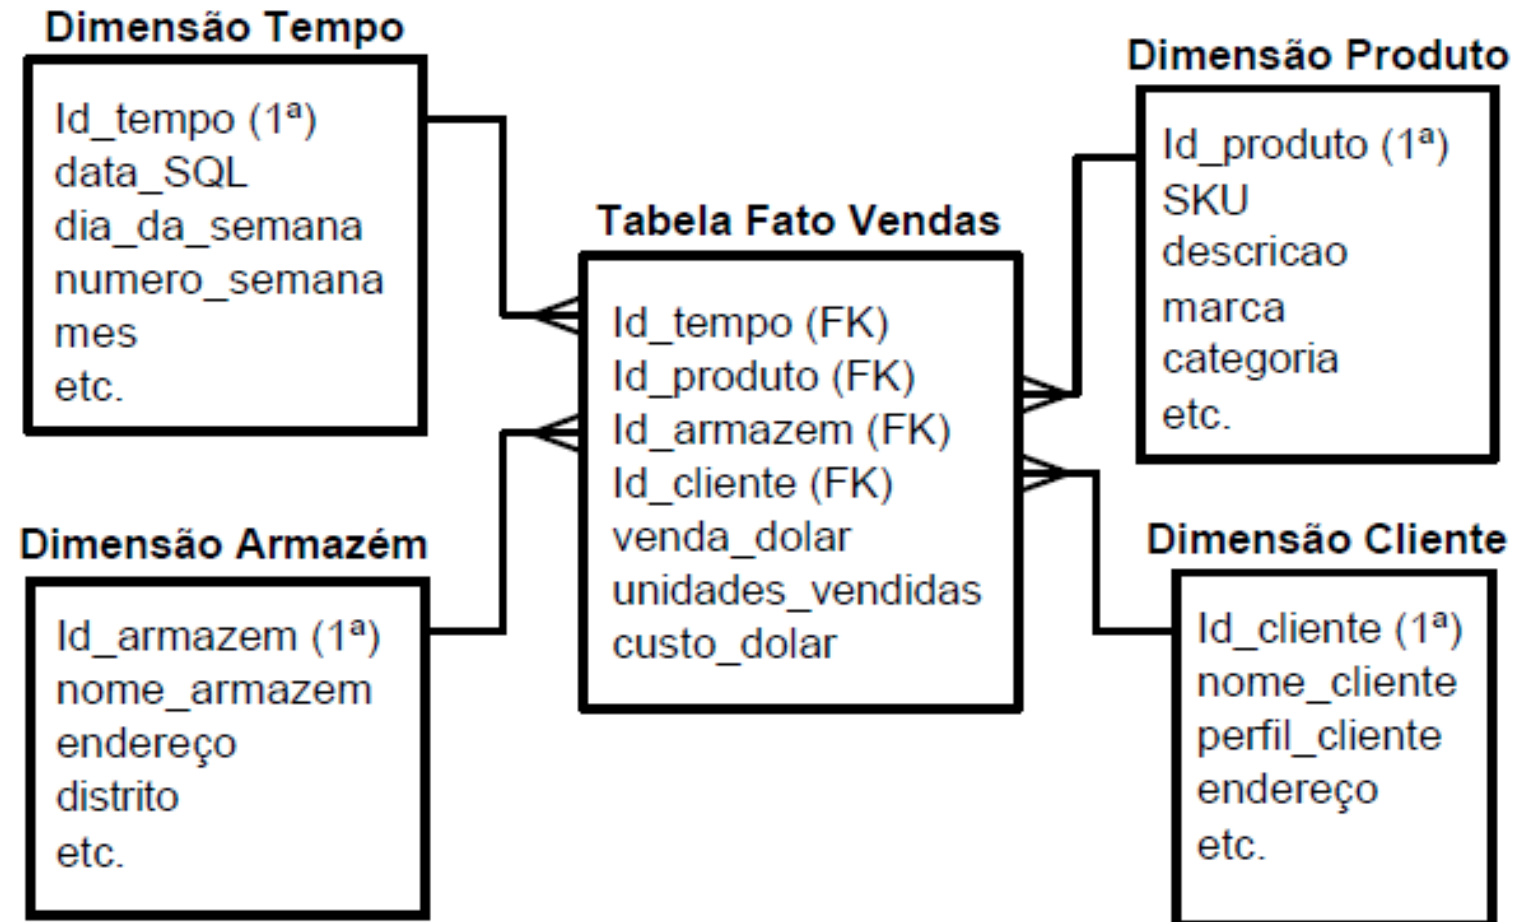 Dimensão Tempo
Id_tempo (1ª)
data_SQL
dia_da_semana
numero_semana
mes
etc.
Dimensão Produto
Id_produto (1ª)
SKU
descricao
marca
categoria
etc.
Tabela Fato Vendas
Id_tempo (FK)
Id_produto (FK)
Id_armazem (FK)
Id_cliente (FK)
venda_dolar
unidades_vendidas
custo_dolar
Dimensão Armazém
Id_armazem (1ª)
nome_armazem
endereço
distrito
etc.
Dimensão Cliente
Id_cliente (1ª)
nome_cliente
perfil_cliente
endereço
etc.